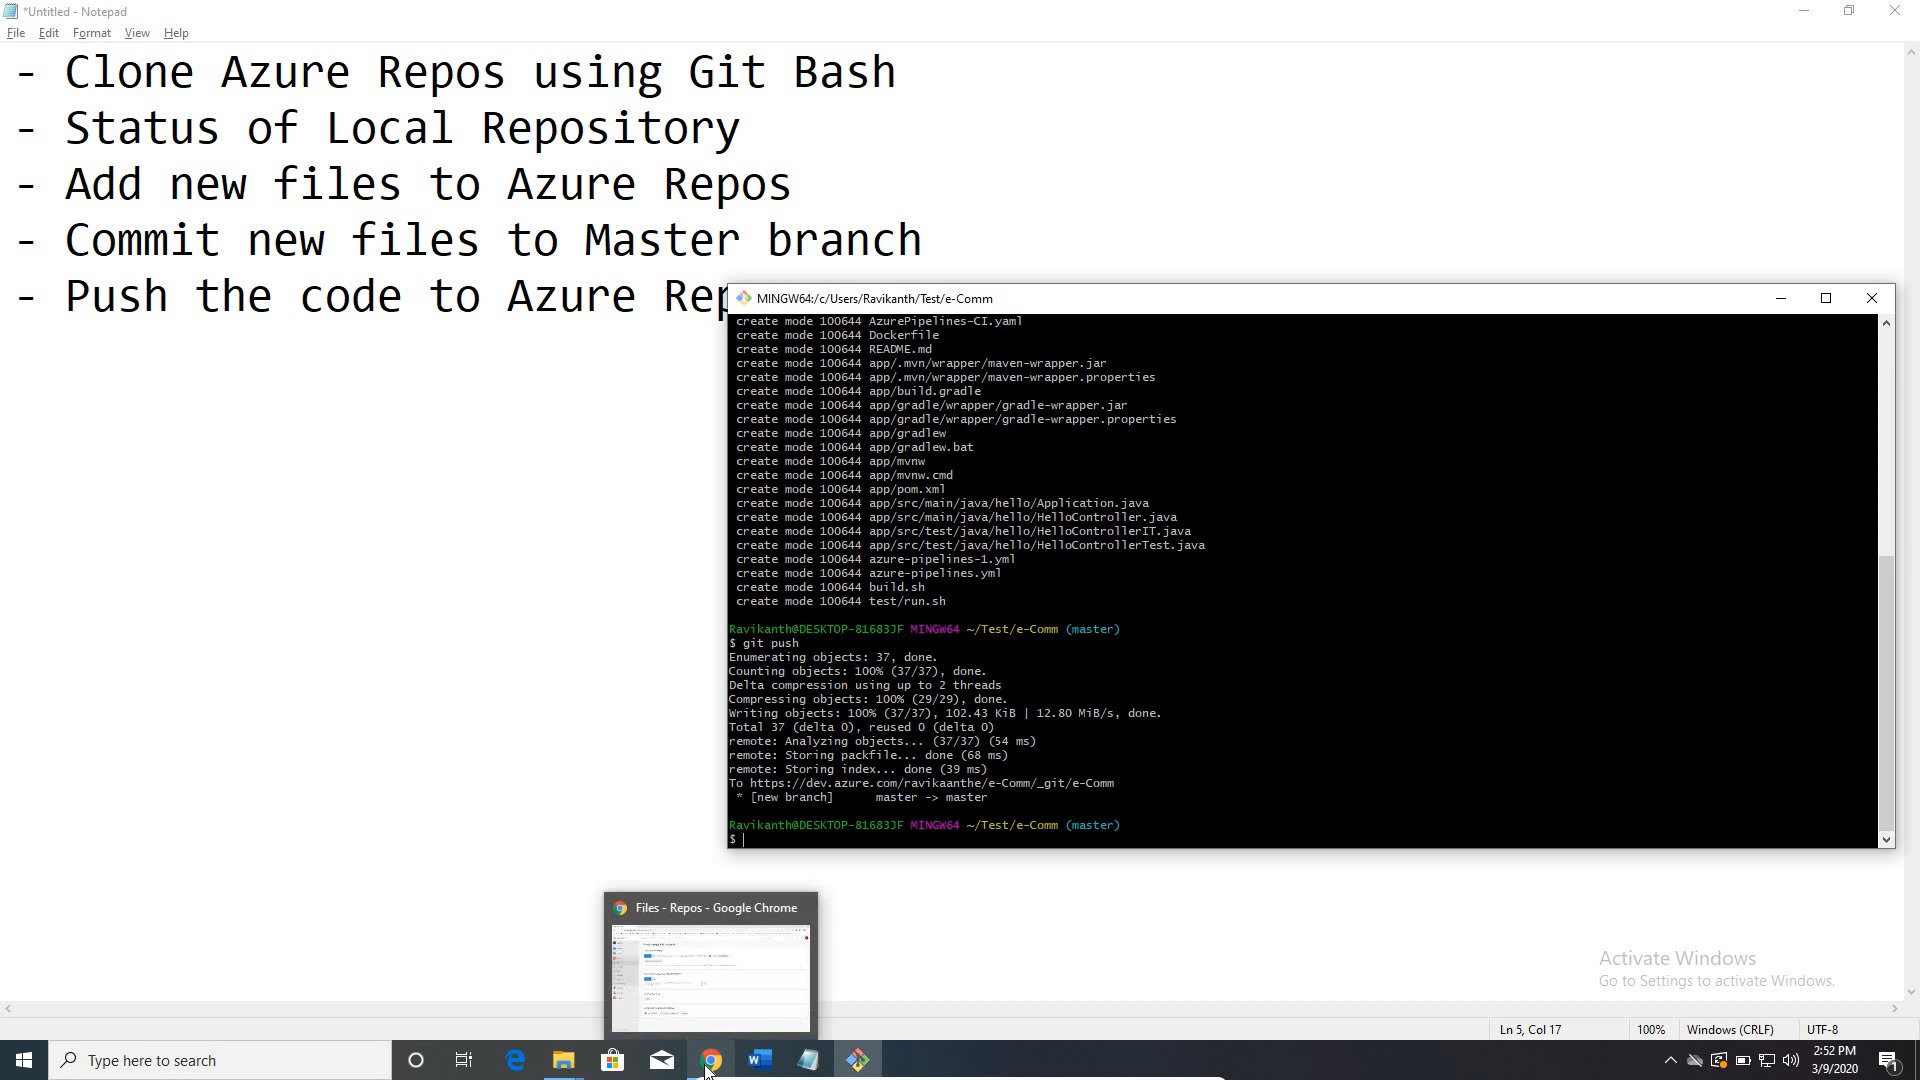 *Untitled - Notepad
File Edit Format View Help
- Clone Azure Repos using Git Bash
- Status of Local Repository
- Add new files to Azure Repos
- Commit new files to Master branch
- Push the code to Azure Rep
MINGW64:/c/Users/Ravikanth/Test/e-Comm
create mode 100644 AzurePipelines-CI.yaml
create mode 100644 Dockerfile
create mode 100644 README.md
create mode 100644 app/.mvn/wrapper/maven-wrapper.jar
create mode 100644 app/.mvn/wrapper/maven-wrapper.properties
create mode 100644 app/build.gradle
create mode 100644 app/gradle/wrapper/gradle-wrapper.jar
create mode 100644 app/gradle/wrapper/gradle-wrapper.properties
create mode 100644 app/gradlew
create mode 100644 app/gradlew.bat
create mode 100644 app/mvnw
create mode 100644 app/mvnw.cmd
create mode 100644 app/pom.xml
create mode 100644 app/src/main/java/hello/Application.java
create mode 100644 app/src/main/java/hello/HelloController.java
create mode 100644 app/src/test/java/hello/HelloControllerIT.java
create mode 100644 app/src/test/java/hello/HelloControllerTest.java
create mode 100644 azure-pipelines-1.yml
create mode 100644 azure-pipelines.yml
create mode 100644 build.sh
create mode 100644 test/run.sh
Ravikanth@DESKTOP-81683JF MINGW64 ~/Test/e-Comm (master)
$ git push
Enumerating objects: 37, done.
Counting objects: 100% (37/37), done.
Delta compression using up to 2 threads
Compressing objects: 100% (29/29), done.
Writing objects: 100% (37/37), 102.43 KiB | 12.80 MiB/s, done.
Total 37 (delta 0), reused 0 (delta 0)
remote: Analyzing objects... (37/37) (54 ms)
remote: Storing packfile... done (68 ms)
remote: Storing index... done (39 ms)
To https://dev.azure.com/ravikaanthe/e-Comm/_git/e-Comm
* [new branch] master -> master
Ravikanth@DESKTOP-81683JF MINGW64 ~/Test/e-Comm (master)
$
Files - Repos - Google Chrome
Activate Windows
Go to Settings to activate Windows.
Ln 5, Col 17 100% Windows (CRLF) UTF-8
Type here to search
2:52 PM
3/9/2020
1